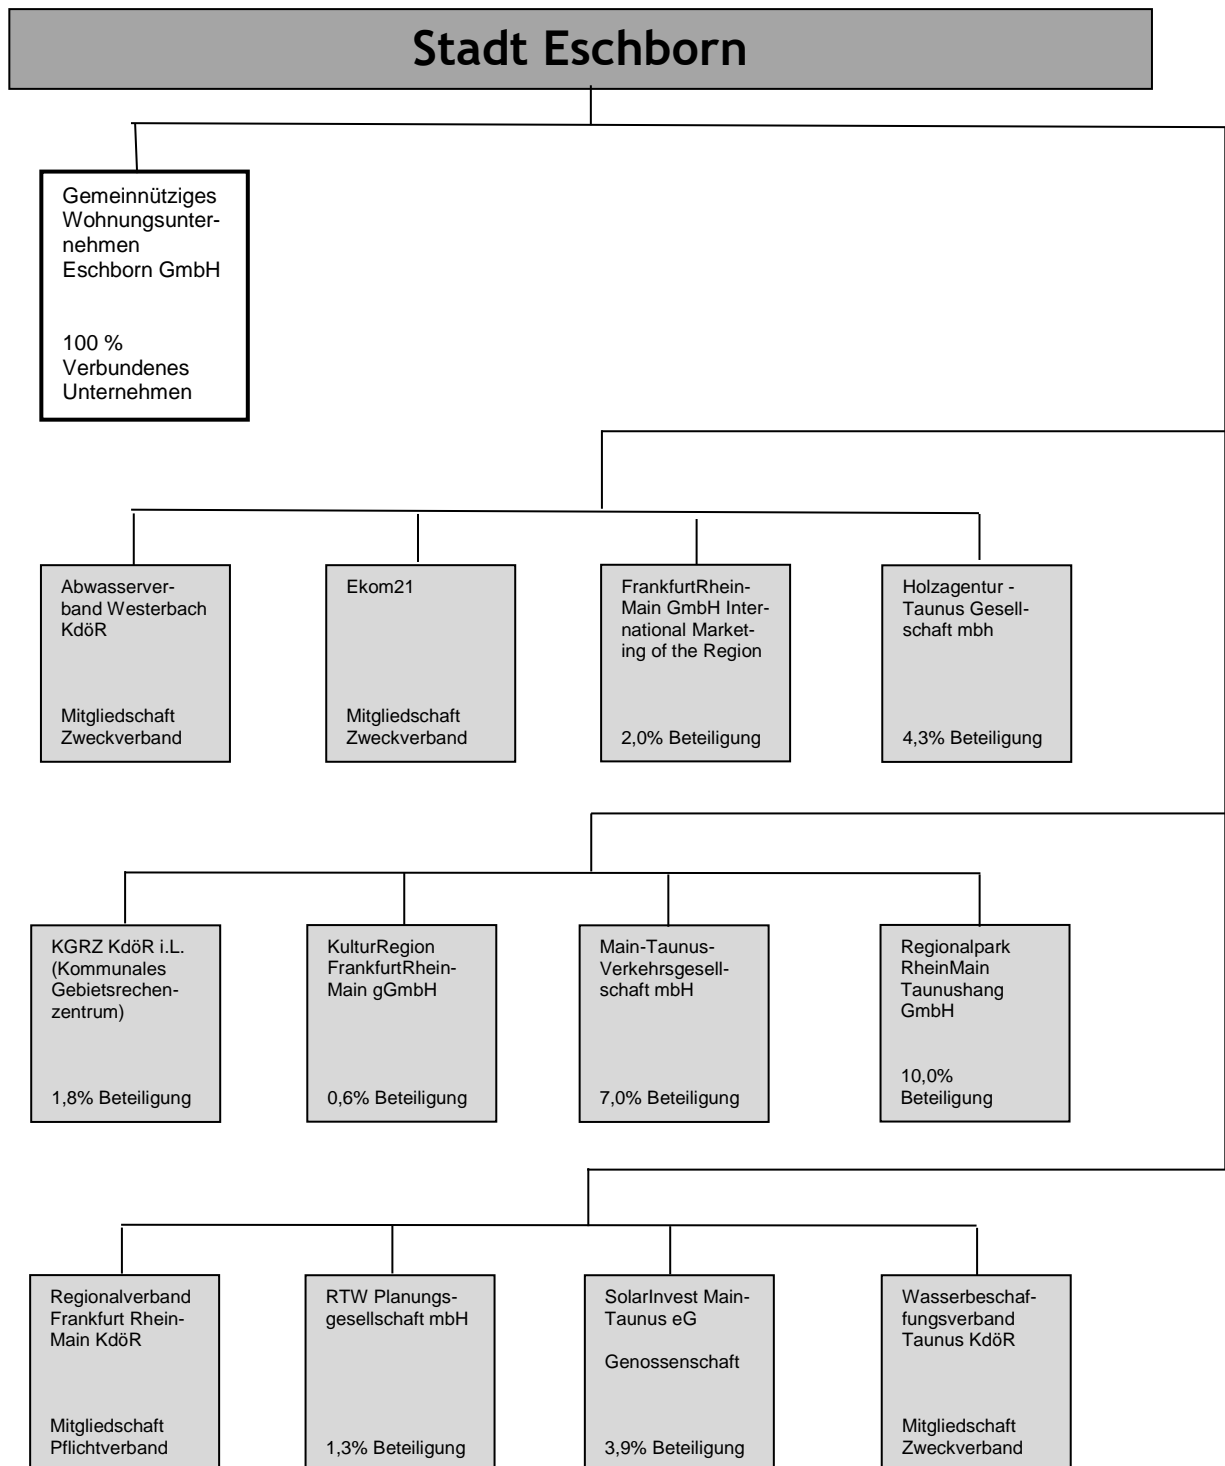 Stadt Eschborn
Gemeinnütziges
Wohnungsunter-
nehmen
Eschborn GmbH
100 %
Verbundenes
Unternehmen
Abwasserver-
band Westerbach
KdöR
Mitgliedschaft
Zweckverband
Ekom21
Mitgliedschaft
Zweckverband
FrankfurtRhein-
Main GmbH Inter-
national Market-
ing of the Region
2,0% Beteiligung
Holzagentur -
Taunus Gesell-
schaft mbh
4,3% Beteiligung
KGRZ KdöR i.L.
(Kommunales
Gebietsrechen-
zentrum)
1,8% Beteiligung
KulturRegion
FrankfurtRhein-
Main gGmbH
0,6% Beteiligung
Main-Taunus-
Verkehrsgesell-
schaft mbH
7,0% Beteiligung
Regionalpark
RheinMain
Taunushang
GmbH
10,0%
Beteiligung
Regionalverband
Frankfurt Rhein-
Main KdöR
Mitgliedschaft
Pflichtverband
RTW Planungs-
gesellschaft mbH
1,3% Beteiligung
SolarInvest Main-
Taunus eG
Genossenschaft
3,9% Beteiligung
Wasserbeschaf-
fungsverband
Taunus KdöR
Mitgliedschaft
Zweckverband